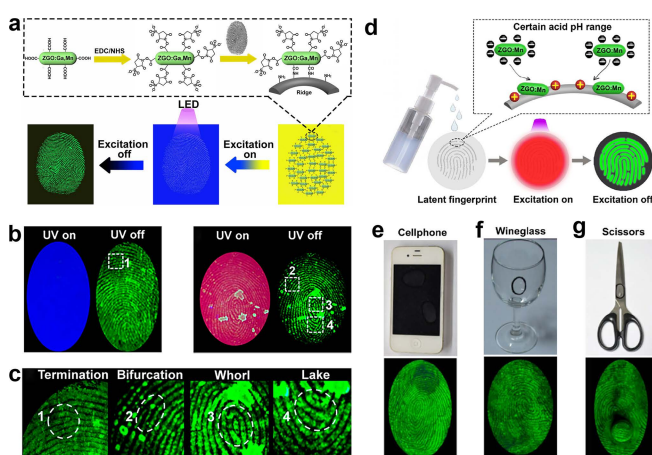 a
-COOH
-COOH
HOOC-
ZGO:Ga,Mn
-COOH
EDC/NHS
ZGO:Ga,Mn
ZGO:Ga,Mn
NH₂
NH₂
Ridge
LED
Excitation
off
Excitation
on
d
Certain acid pH range
ZGO:Mn
ZGO:Mn
ZGO:Mn
ZGO:Mn
Latent fingerprint
Excitation on
Excitation off
b
UV on
UV off
1
UV on
UV off
2
3
4
c
Termination
Bifurcation
Whorl
Lake
1
2
3
4
e
Cellphone
f
Wineglass
g
Scissors